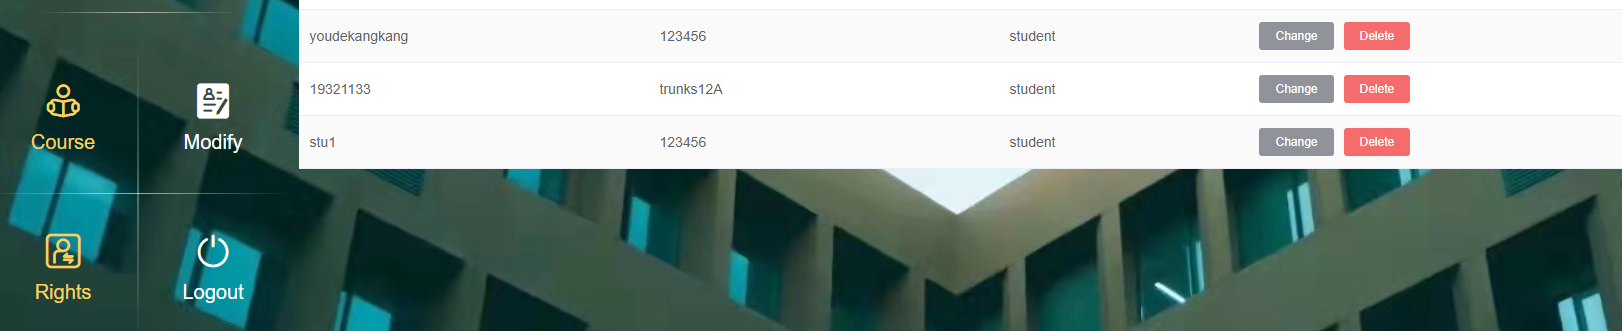 youdekangkang 123456 student Change Delete
19321133 trunks12A student Change Delete
stu1 123456 student Change Delete
Course Modify
Rights Logout